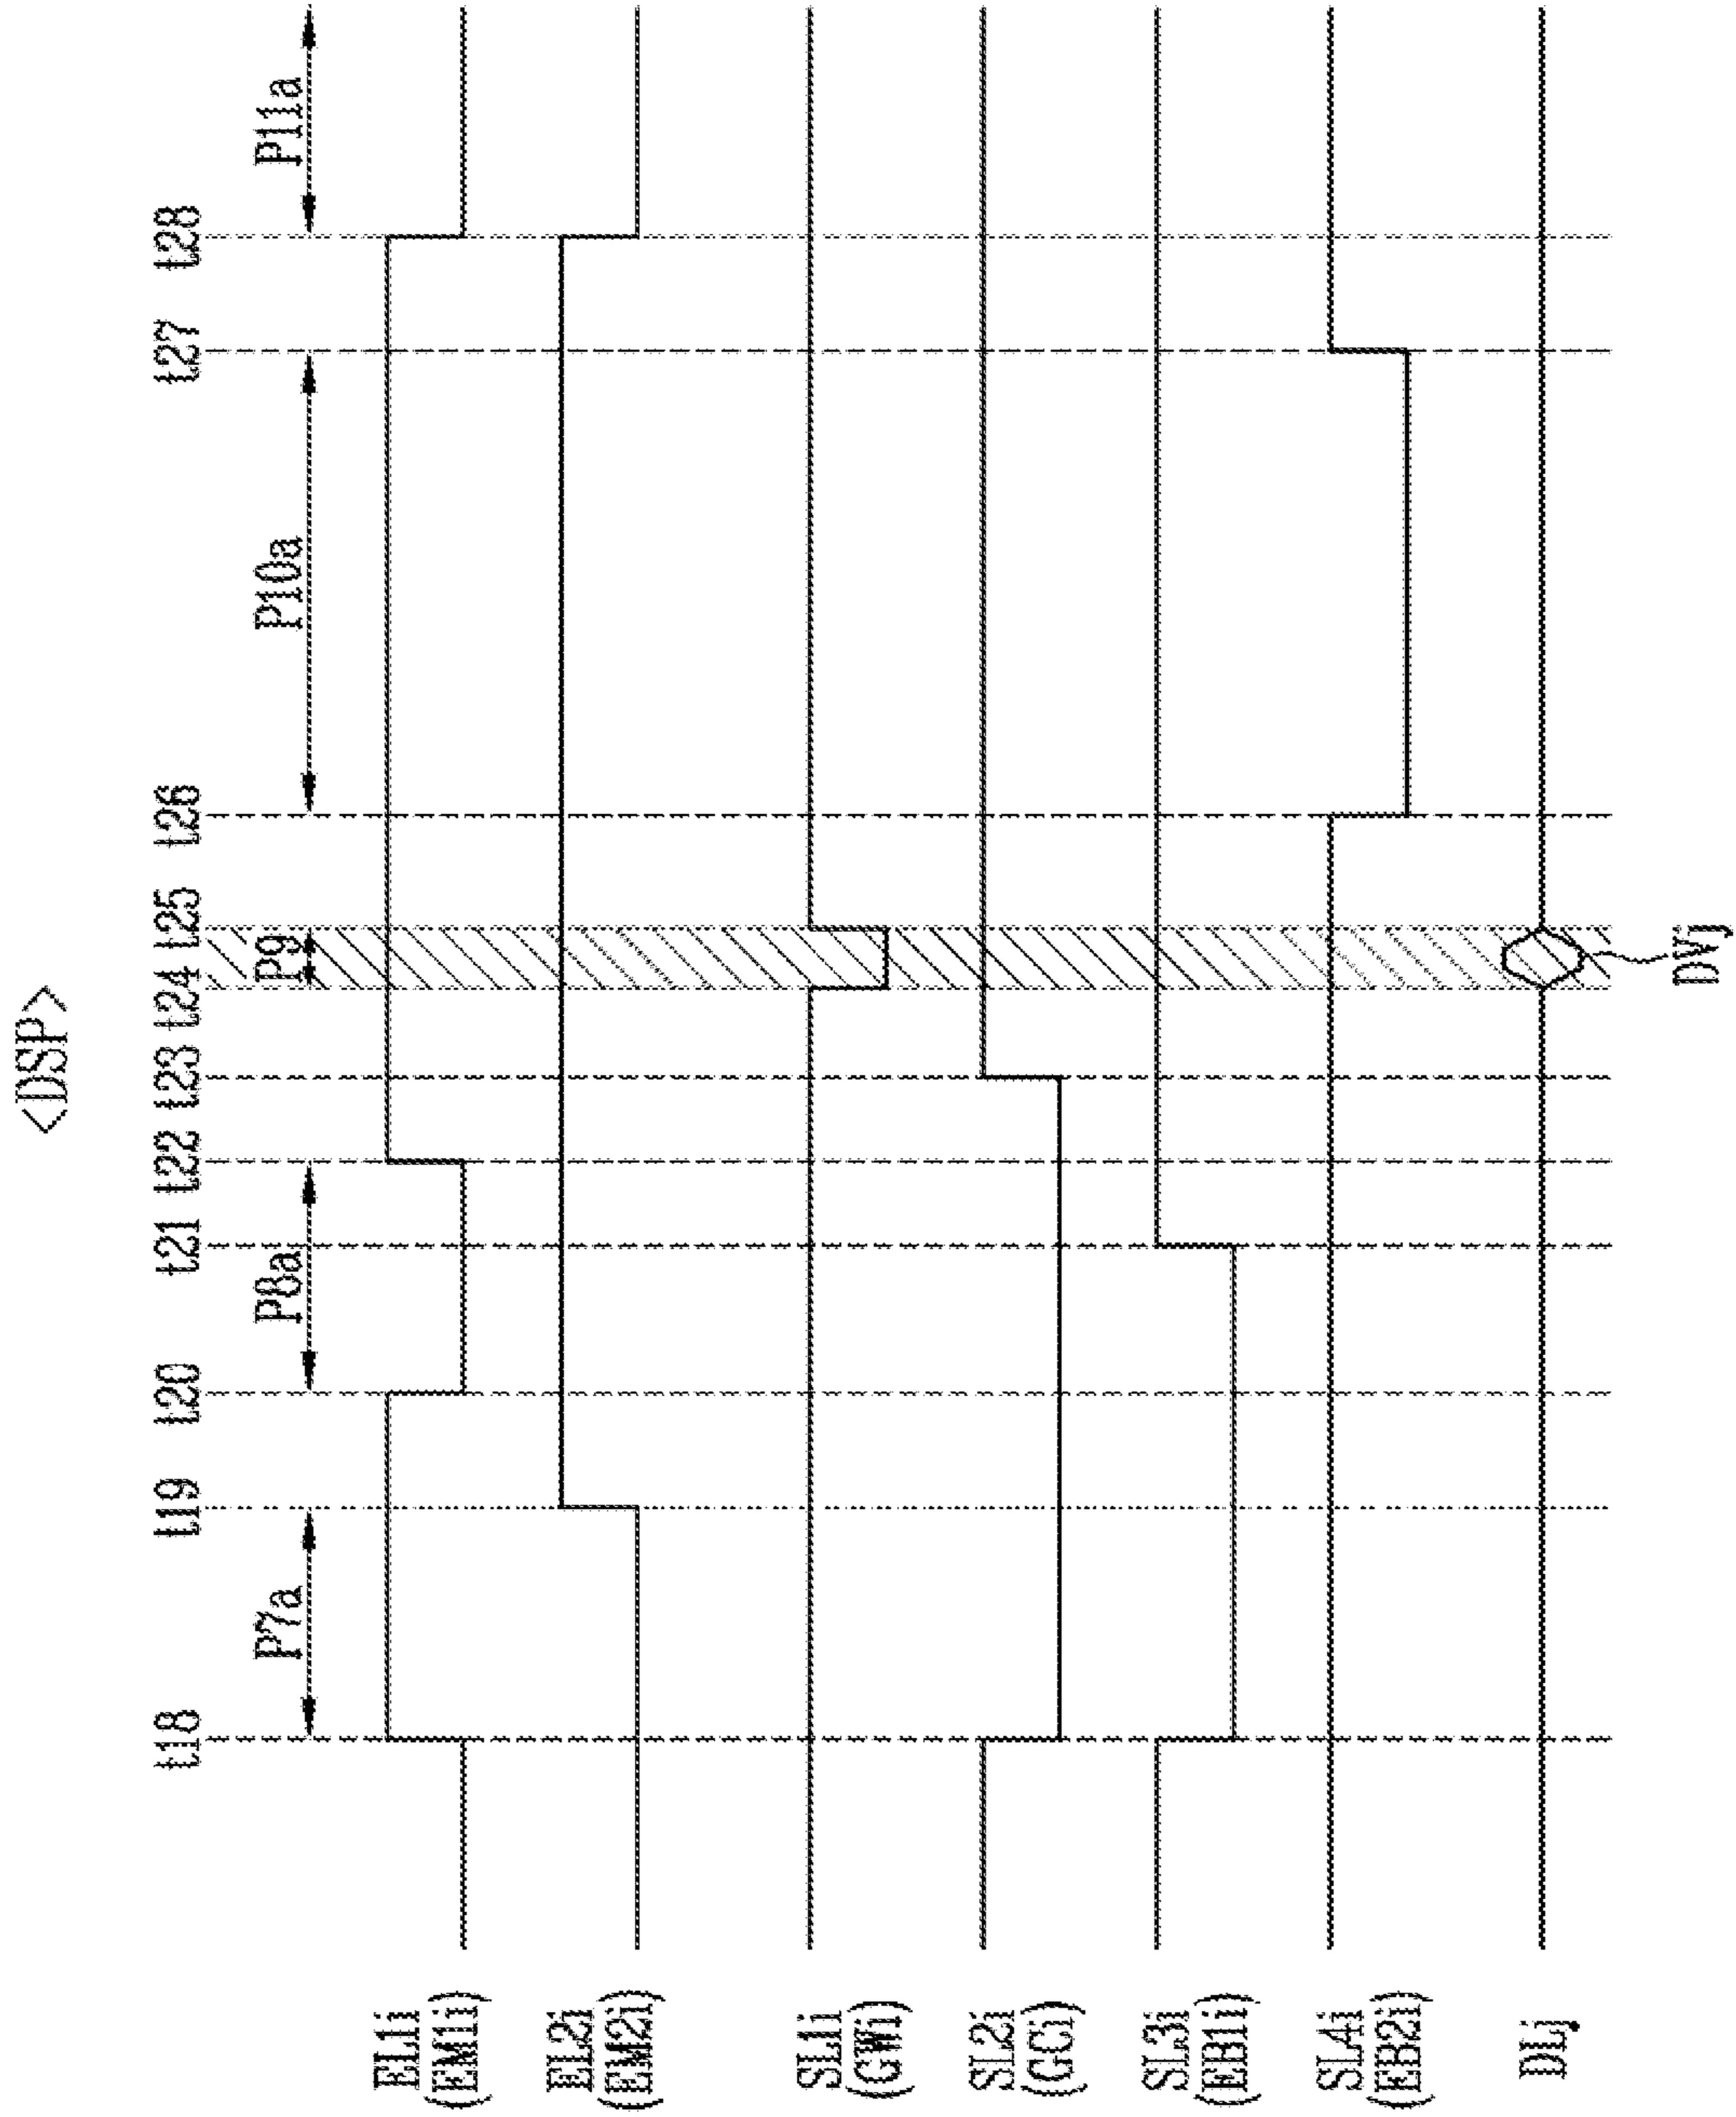 <DSP>
t18 t19 t20 t21 t22 t23 t24 t25 t26 t27 t28
P7a P8a P9 P10a P11a
EL1i
(EM1i)
EL2i
(EM2i)
SL1i
(GWi)
SL2i
(GCi)
SL3i
(EB1i)
SL4i
(EB2i)
DLj
DVj